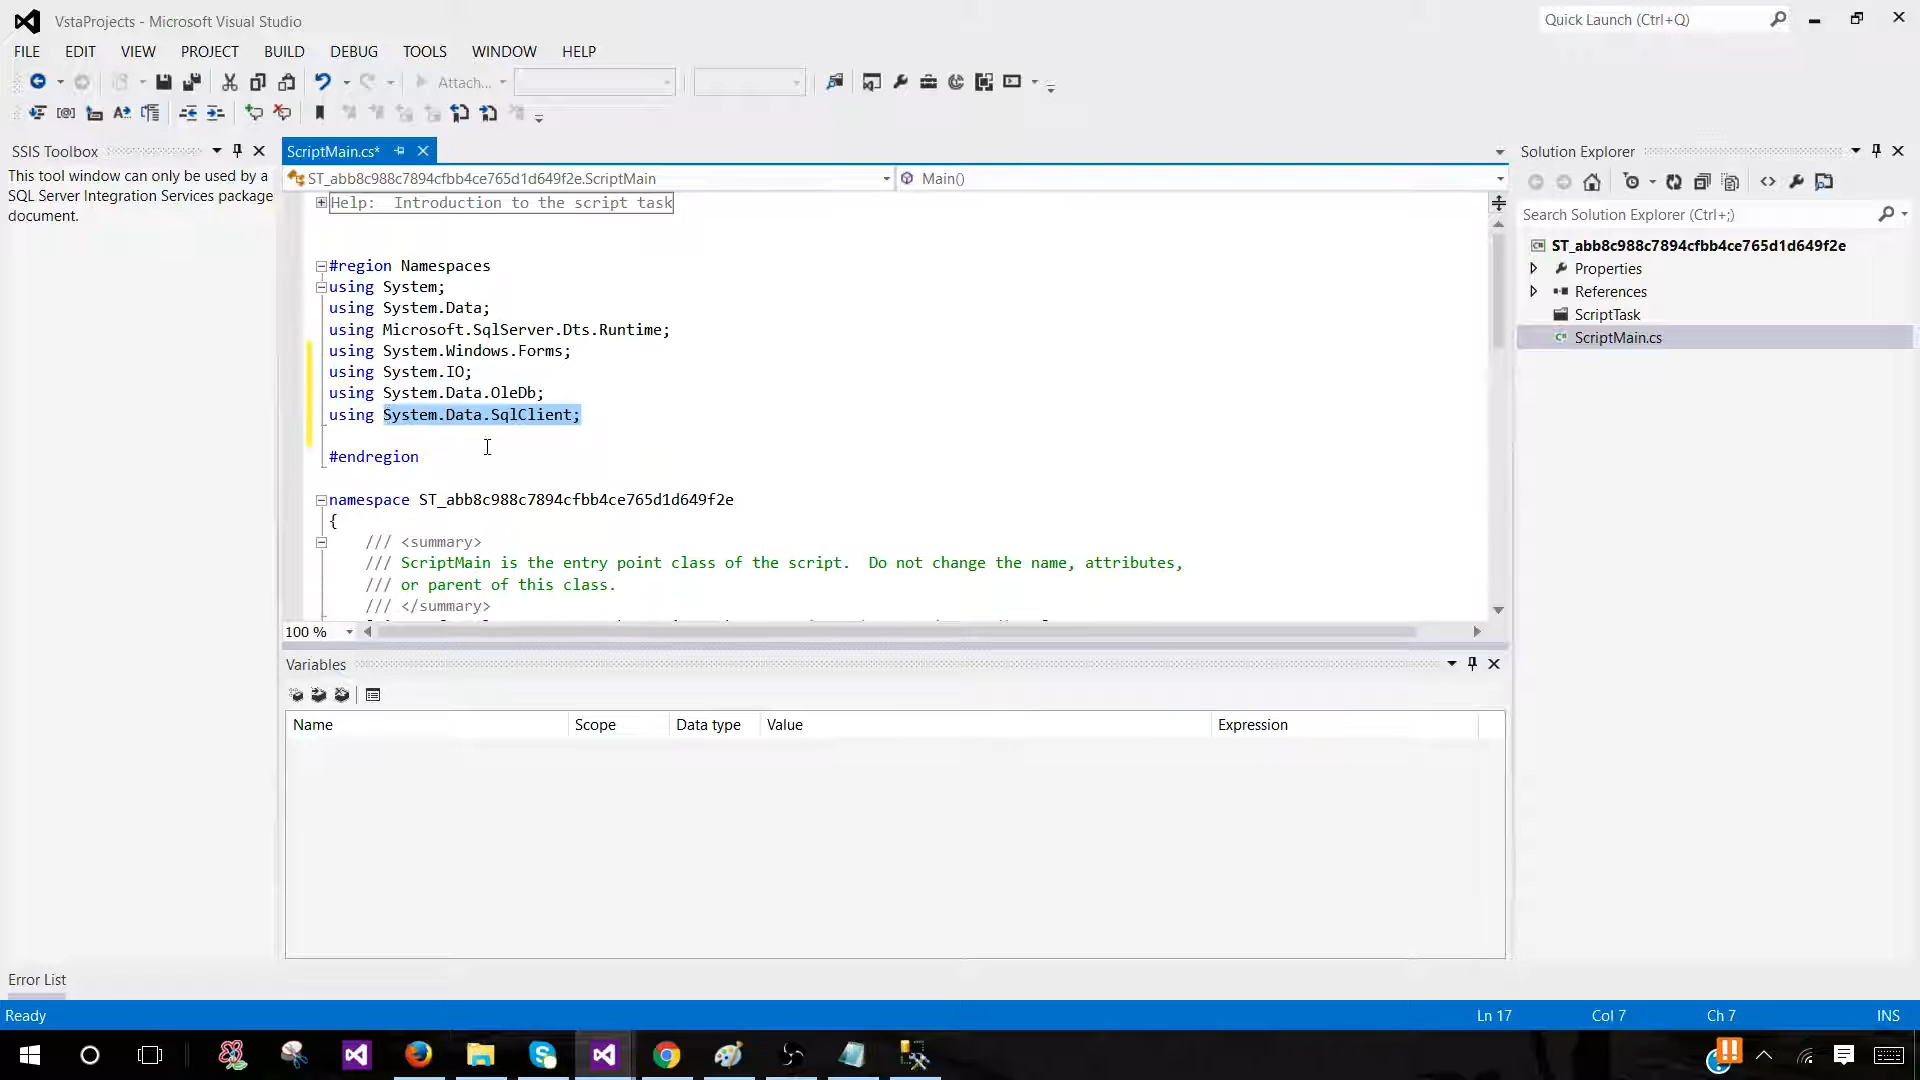 VstaProjects - Microsoft Visual Studio
Quick Launch (Ctrl+Q)
FILE EDIT VIEW PROJECT BUILD DEBUG TOOLS WINDOW HELP
Attach...
SSIS Toolbox
This tool window can only be used by a
SQL Server Integration Services package
document.
ScriptMain.cs*
ST_abb8c988c7894cfbb4ce765d1d649f2e.ScriptMain
Main()
Help:  Introduction to the script task
#region Namespaces
using System;
using System.Data;
using Microsoft.SqlServer.Dts.Runtime;
using System.Windows.Forms;
using System.IO;
using System.Data.OleDb;
using System.Data.SqlClient;
#endregion
namespace ST_abb8c988c7894cfbb4ce765d1d649f2e
{
/// <summary>
/// ScriptMain is the entry point class of the script.  Do not change the name, attributes,
/// or parent of this class.
/// </summary>
100 %
Variables
Name Scope Data type Value Expression
Solution Explorer
Search Solution Explorer (Ctrl+;)
ST_abb8c988c7894cfbb4ce765d1d649f2e
Properties
References
ScriptTask
ScriptMain.cs
Error List
Ready
Ln 17 Col 7 Ch 7 INS